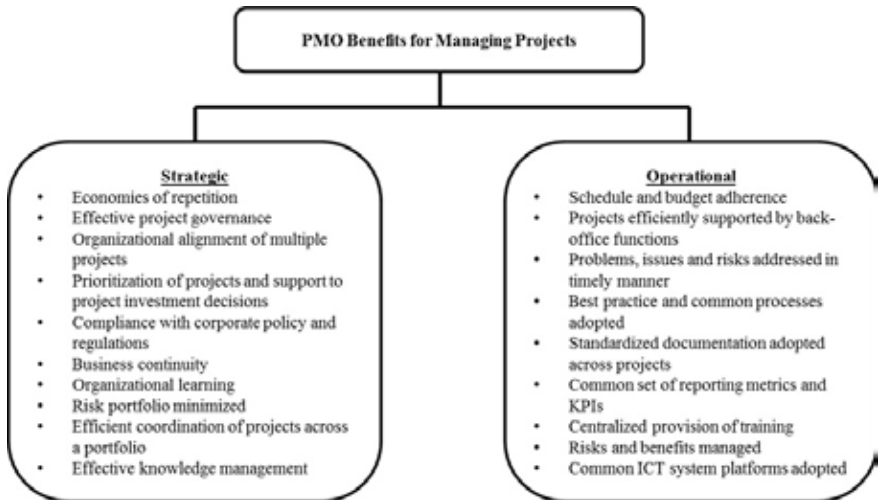 PMO Benefits for Managing Projects
Strategic
• Economies of repetition
• Effective project governance
• Organizational alignment of multiple
projects
• Prioritization of projects and support to
project investment decisions
• Compliance with corporate policy and
regulations
• Business continuity
• Organizational learning
• Risk portfolio minimized
• Efficient coordination of projects across
a portfolio
• Effective knowledge management
Operational
• Schedule and budget adherence
• Projects efficiently supported by back-
office functions
• Problems, issues and risks addressed in
timely manner
• Best practice and common processes
adopted
• Standardized documentation adopted
across projects
• Common set of reporting metrics and
KPIs
• Centralized provision of training
• Risks and benefits managed
• Common ICT system platforms adopted